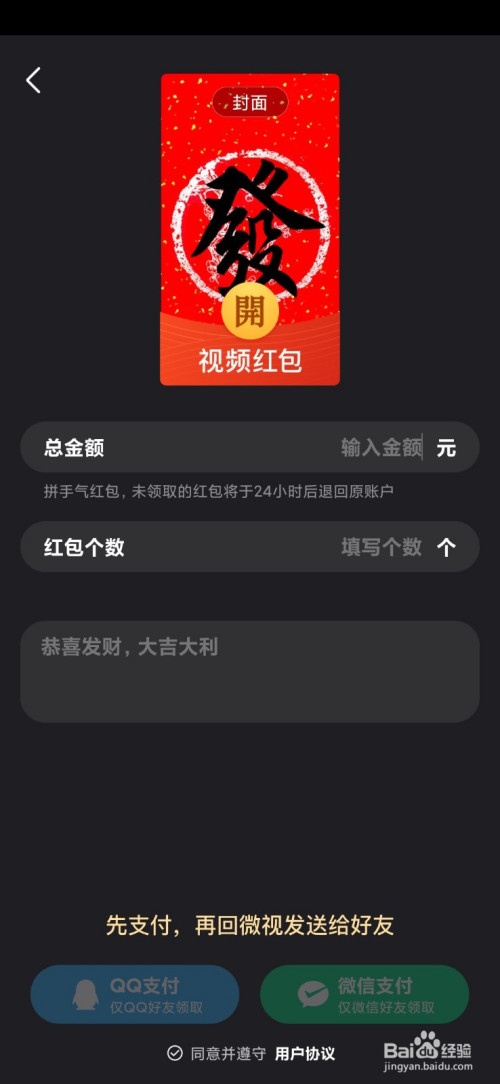 封面
發
開
视频红包
总金额 输入金额 元
拼手气红包，未领取的红包将于24小时后退回原账户
红包个数 填写个数 个
恭喜发财，大吉大利
先支付，再回微视发送给好友
QQ支付
仅QQ好友领取
微信支付
仅微信好友领取
同意并遵守 用户协议
Bai 经验
jingyan.baidu.com